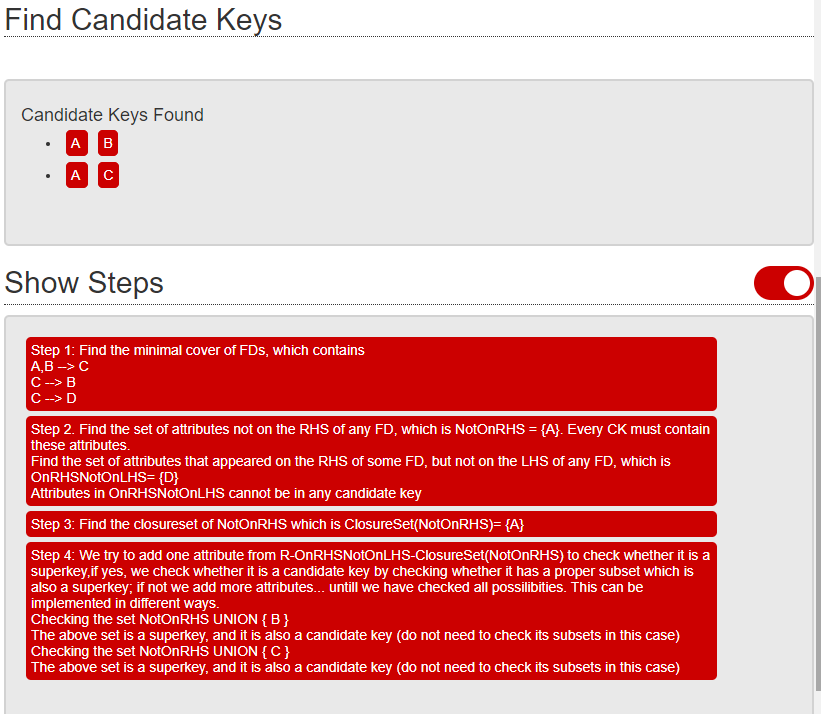 Find Candidate Keys
Candidate Keys Found
A B
A C
Show Steps
Step 1: Find the minimal cover of FDs, which contains
A,B --> C
C --> B
C --> D
Step 2. Find the set of attributes not on the RHS of any FD, which is NotOnRHS = {A}. Every CK must contain
these attributes.
Find the set of attributes that appeared on the RHS of some FD, but not on the LHS of any FD, which is
OnRHSNotOnLHS= {D}
Attributes in OnRHSNotOnLHS cannot be in any candidate key
Step 3: Find the closureset of NotOnRHS which is ClosureSet(NotOnRHS)= {A}
Step 4: We try to add one attribute from R-OnRHSNotOnLHS-ClosureSet(NotOnRHS) to check whether it is a
superkey,if yes, we check whether it is a candidate key by checking whether it has a proper subset which is
also a superkey; if not we add more attributes... untill we have checked all possilibities. This can be
implemented in different ways.
Checking the set NotOnRHS UNION { B }
The above set is a superkey, and it is also a candidate key (do not need to check its subsets in this case)
Checking the set NotOnRHS UNION { C }
The above set is a superkey, and it is also a candidate key (do not need to check its subsets in this case)